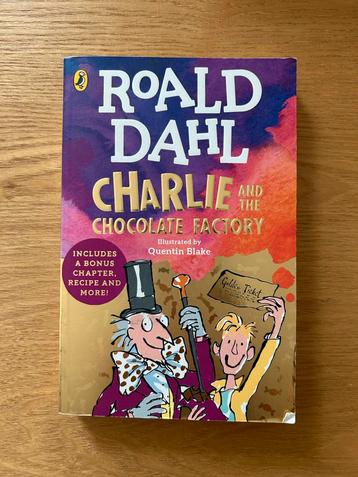 ROALD
DAHL
CHARLIE AND THE
CHOCOLATE FACTORY
Illustrated by
Quentin Blake
INCLUDES
A BONUS
CHAPTER,
RECIPE AND
MORE!
Golden Ticket